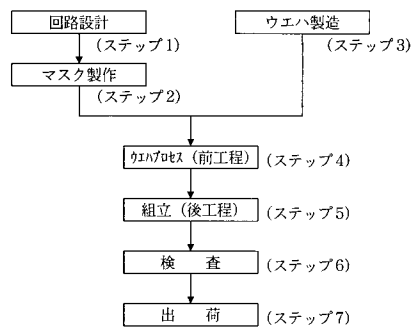 回路設計
(ステップ1)
マスク製作
(ステップ2)
ウエハ製造
(ステップ3)
ｳｴﾊﾌﾟﾛｾｽ (前工程)
(ステップ4)
組立 (後工程)
(ステップ5)
検　　査
(ステップ6)
出　　荷
(ステップ7)